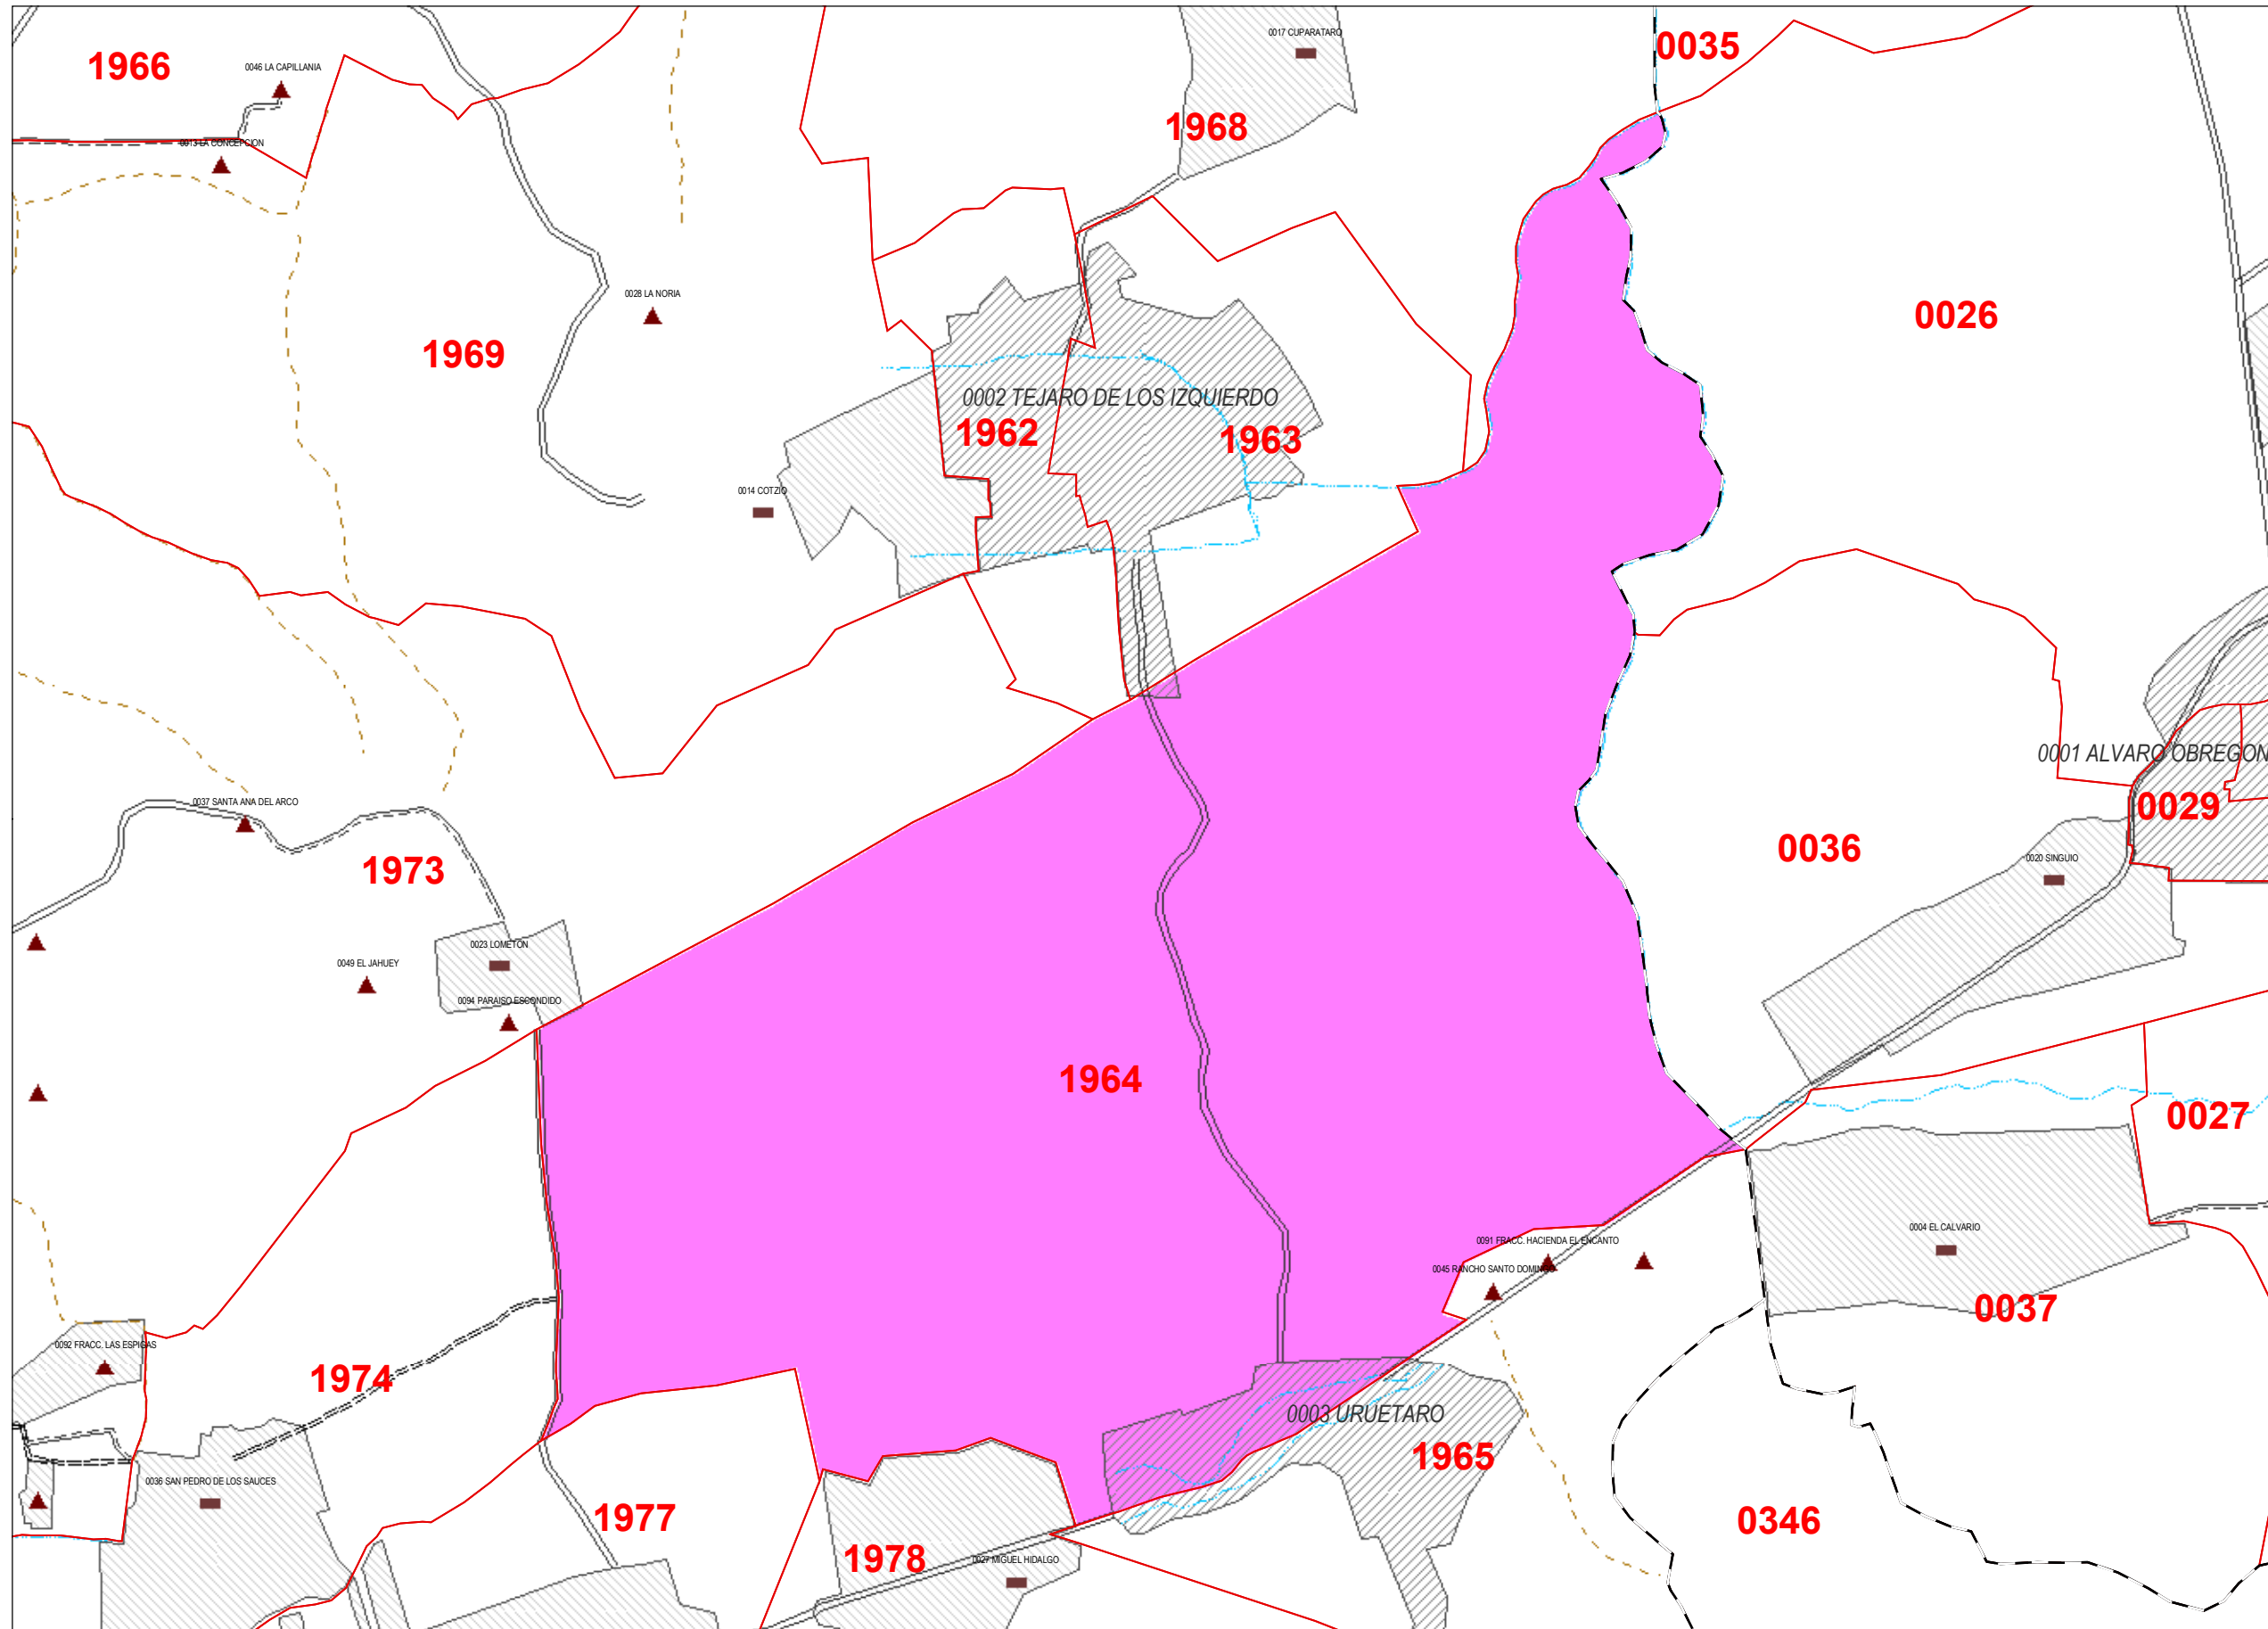 0017 CUPARATARO
0035
1966
0046 LA CAPILLANIA
1968
0013 LA CONCEPCION
0028 LA NORIA
0026
1969
0002 TEJARO DE LOS IZQUIERDO
1962
1963
0014 COTZIO
0001 ALVARO OBREGON
0037 SANTA ANA DEL ARCO
0029
0036
0020 SINGUIO
1973
0023 LOMETON
0049 EL JAHUEY
0094 PARAISO ESCONDIDO
1964
0027
0004 EL CALVARIO
0091 FRACC. HACIENDA EL ENCANTO
0045 RANCHO SANTO DOMINGO
0037
0092 FRACC. LAS ESPIGAS
1974
0003 URUETARO
1965
0036 SAN PEDRO DE LOS SAUCES
1977
0346
1978
0027 MIGUEL HIDALGO